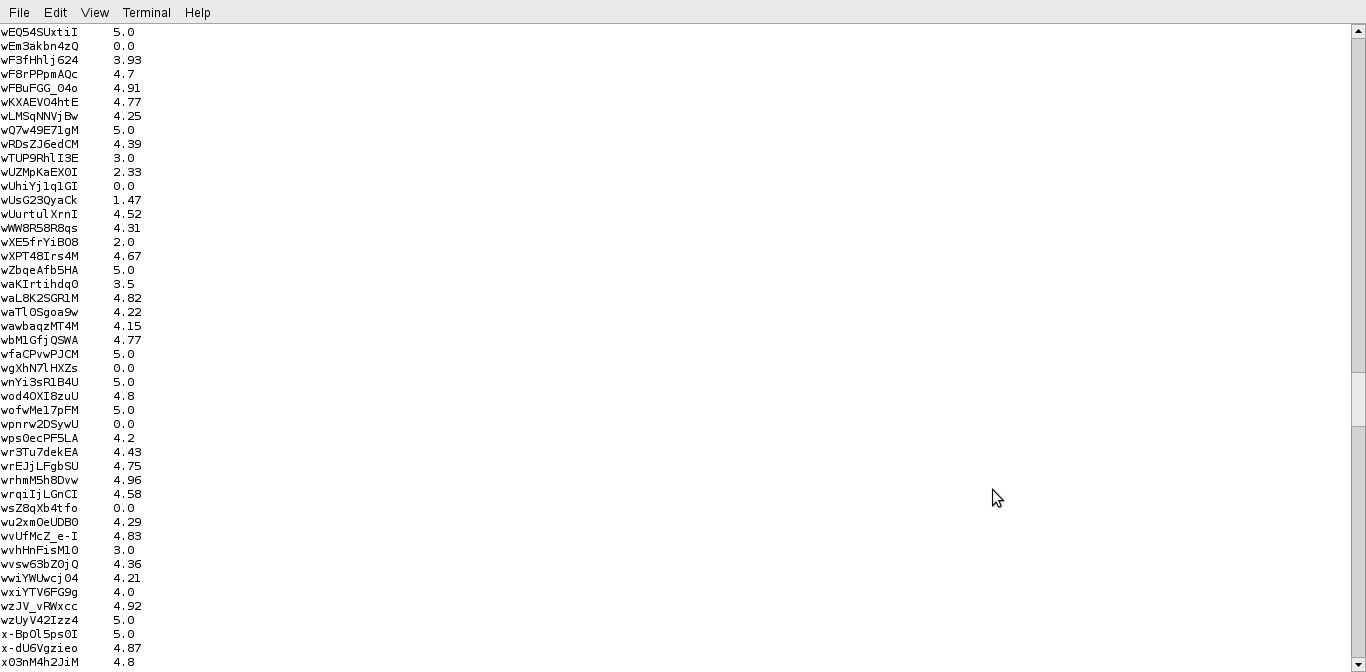 File Edit View Terminal Help
wEQ54SUxtiI 5.0
wEm3akbn4zQ 0.0
wF3fHhlj624 3.93
wF8rPPpmAQc 4.7
wFBuFGG_O4o 4.91
wKXAEVO4htE 4.77
wLMSqNNVjBw 4.25
wQ7w49E71gM 5.0
wRDsZJ6edCM 4.39
wTUP9RhlI3E 3.0
wUZMpKaEX0I 2.33
wUhiYj1q1GI 0.0
wUsG23QyaCk 1.47
wUurtulXrnI 4.52
wWW8R58R8qs 4.31
wXE5frYiBO8 2.0
wXPT48Irs4M 4.67
wZbqeAfb5HA 5.0
waKIrtihdq0 3.5
waL8K2SGR1M 4.82
waTl0Sgoa9w 4.22
wawbaqzMT4M 4.15
wbM1GfjQSWA 4.77
wfaCPvwPJCM 5.0
wgXhN7lHXZs 0.0
wnYi3sR1B4U 5.0
wod4OXI8zuU 4.8
wofwMe17pFM 5.0
wpnrw2DSywU 0.0
wps0ecPF5LA 4.2
wr3Tu7dekEA 4.43
wrEJjLFgbSU 4.75
wrhmM5h8Dvw 4.96
wrqiIjLGnCI 4.58
wsZ8qXb4tfo 0.0
wu2xmOeUDB0 4.29
wvUfMcZ_e-I 4.83
wvhHnFisM10 3.0
wvsw63bZ0jQ 4.36
wwiYWUwcj04 4.21
wxiYTV6FG9g 4.0
wzJV_vRWxcc 4.92
wzUyV42Izz4 5.0
x-BpOl5ps0I 5.0
x-dU6Vgzieo 4.87
x03nM4h2JiM 4.8